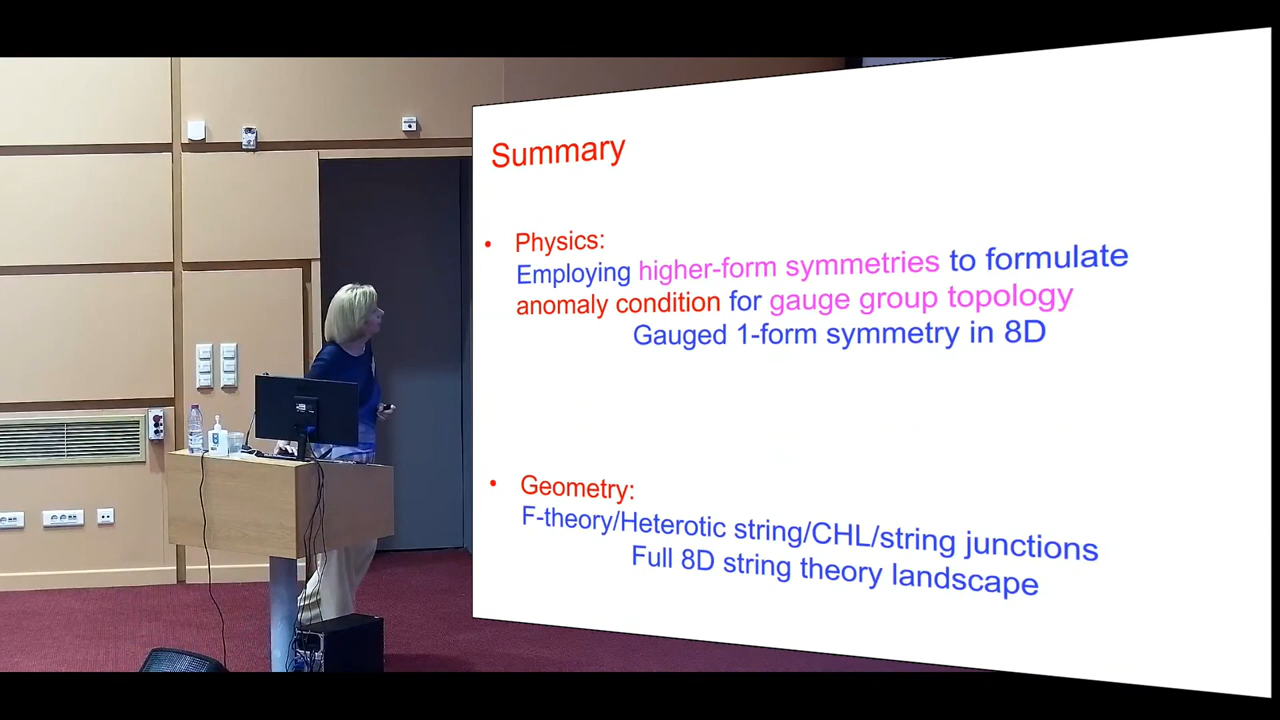 Summary
• Physics:
Employing higher-form symmetries to formulate
anomaly condition for gauge group topology
Gauged 1-form symmetry in 8D
• Geometry:
F-theory/Heterotic string/CHL/string junctions
Full 8D string theory landscape